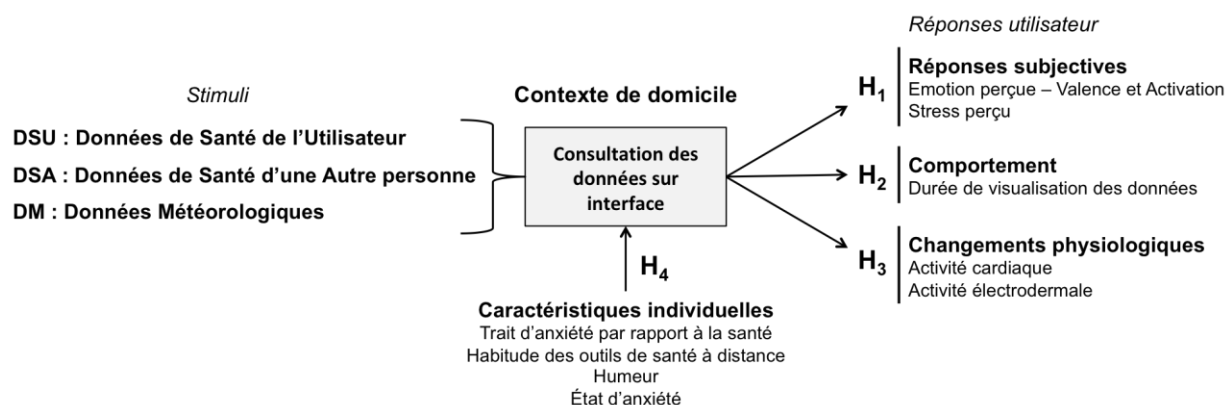 Stimuli
DSU : Données de Santé de l'Utilisateur
DSA : Données de Santé d'une Autre personne
DM : Données Météorologiques
Contexte de domicile
Consultation des
données sur
interface
H4
Caractéristiques individuelles
Trait d'anxiété par rapport à la santé
Habitude des outils de santé à distance
Humeur
État d'anxiété
Réponses utilisateur
H1
Réponses subjectives
Emotion perçue – Valence et Activation
Stress perçu
H2
Comportement
Durée de visualisation des données
H3
Changements physiologiques
Activité cardiaque
Activité électrodermale